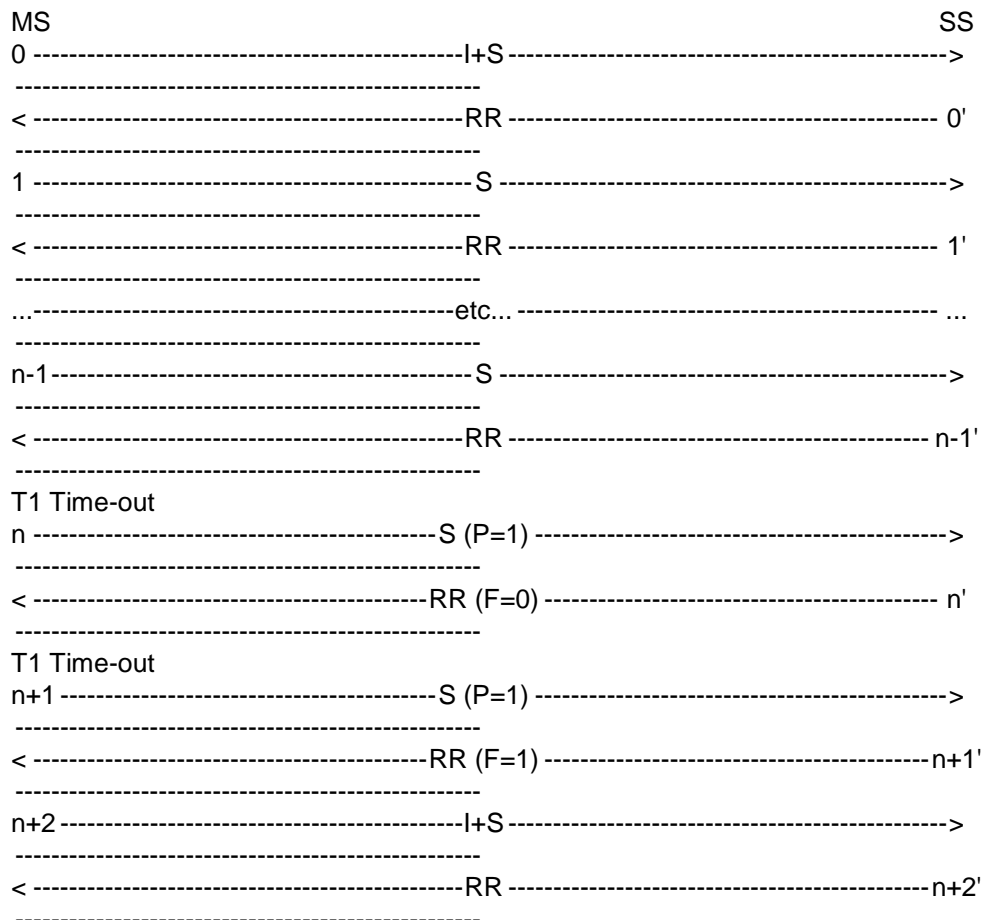 MS SS
0 ------------------------------------------------I+S-------------------------------------------------->
----------------------------------------------------
< ------------------------------------------------RR ------------------------------------------------ 0'
----------------------------------------------------
1 ------------------------------------------------- S -------------------------------------------------->
----------------------------------------------------
< ------------------------------------------------RR ------------------------------------------------ 1'
----------------------------------------------------
...-----------------------------------------------etc... ----------------------------------------------- ...
----------------------------------------------------
n-1----------------------------------------------- S -------------------------------------------------->
----------------------------------------------------
< ------------------------------------------------RR ----------------------------------------------- n-1'
----------------------------------------------------
T1 Time-out
n ---------------------------------------------S (P=1) ---------------------------------------------->
----------------------------------------------------
< --------------------------------------------RR (F=0) -------------------------------------------- n'
----------------------------------------------------
T1 Time-out
n+1 ------------------------------------------S (P=1) ---------------------------------------------->
----------------------------------------------------
< --------------------------------------------RR (F=1) -------------------------------------------n+1'
----------------------------------------------------
n+2 ---------------------------------------------I+S-------------------------------------------------->
----------------------------------------------------
< ------------------------------------------------RR -----------------------------------------------n+2'
----------------------------------------------------